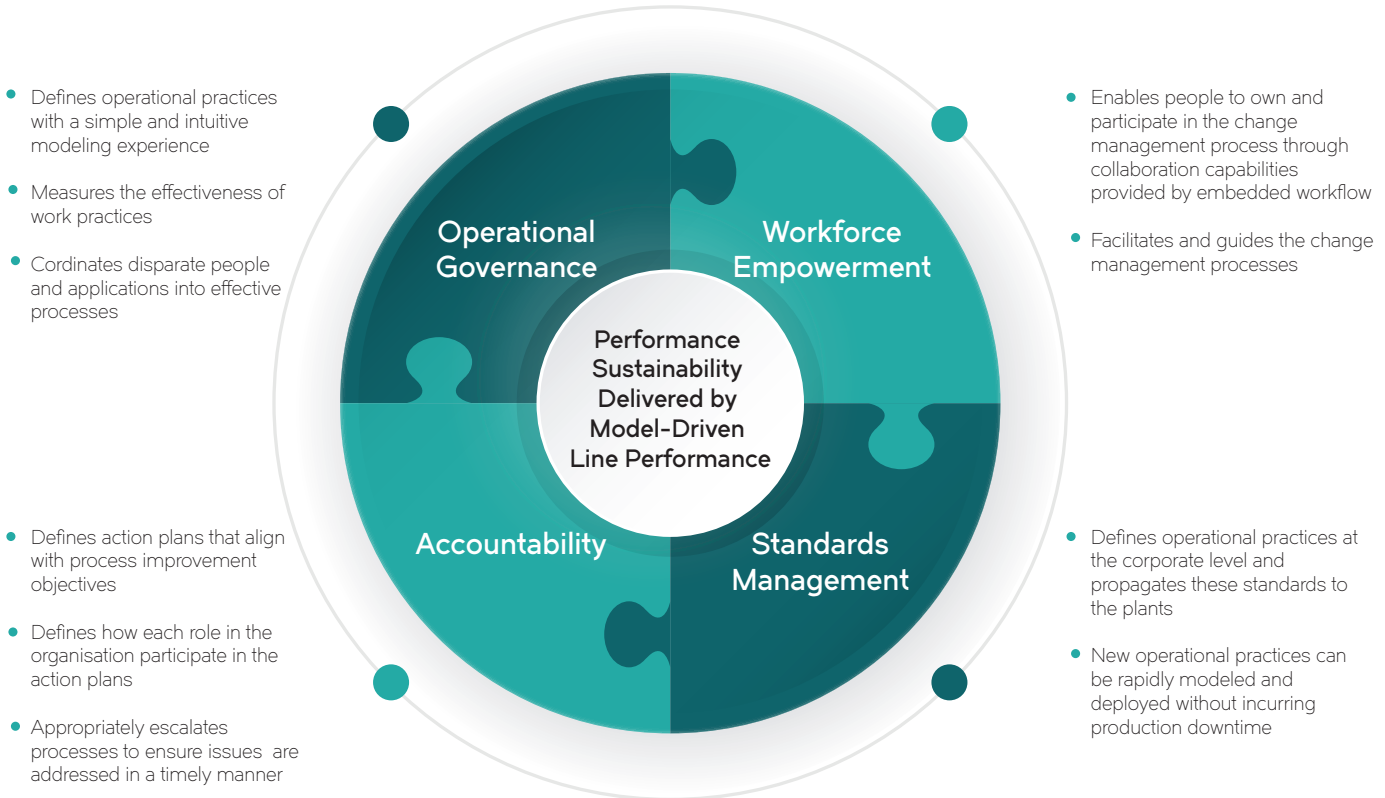 Defines operational practices
with a simple and intuitive
modeling experience
Measures the effectiveness of
work practices
Cordinates disparate people
and applications into effective
processes
Operational
Governance
Workforce
Empowerment
Enables people to own and
participate in the change
management process through
collaboration capabilities
provided by embedded workflow
Facilitates and guides the change
management processes
Performance
Sustainability
Delivered by
Model-Driven
Line Performance
Defines action plans that align
with process improvement
objectives
Defines how each role in the
organisation participate in the
action plans
Appropriately escalates
processes to ensure issues are
addressed in a timely manner
Accountability
Standards
Management
Defines operational practices at
the corporate level and
propagates these standards to
the plants
New operational practices can
be rapidly modeled and
deployed without incurring
production downtime